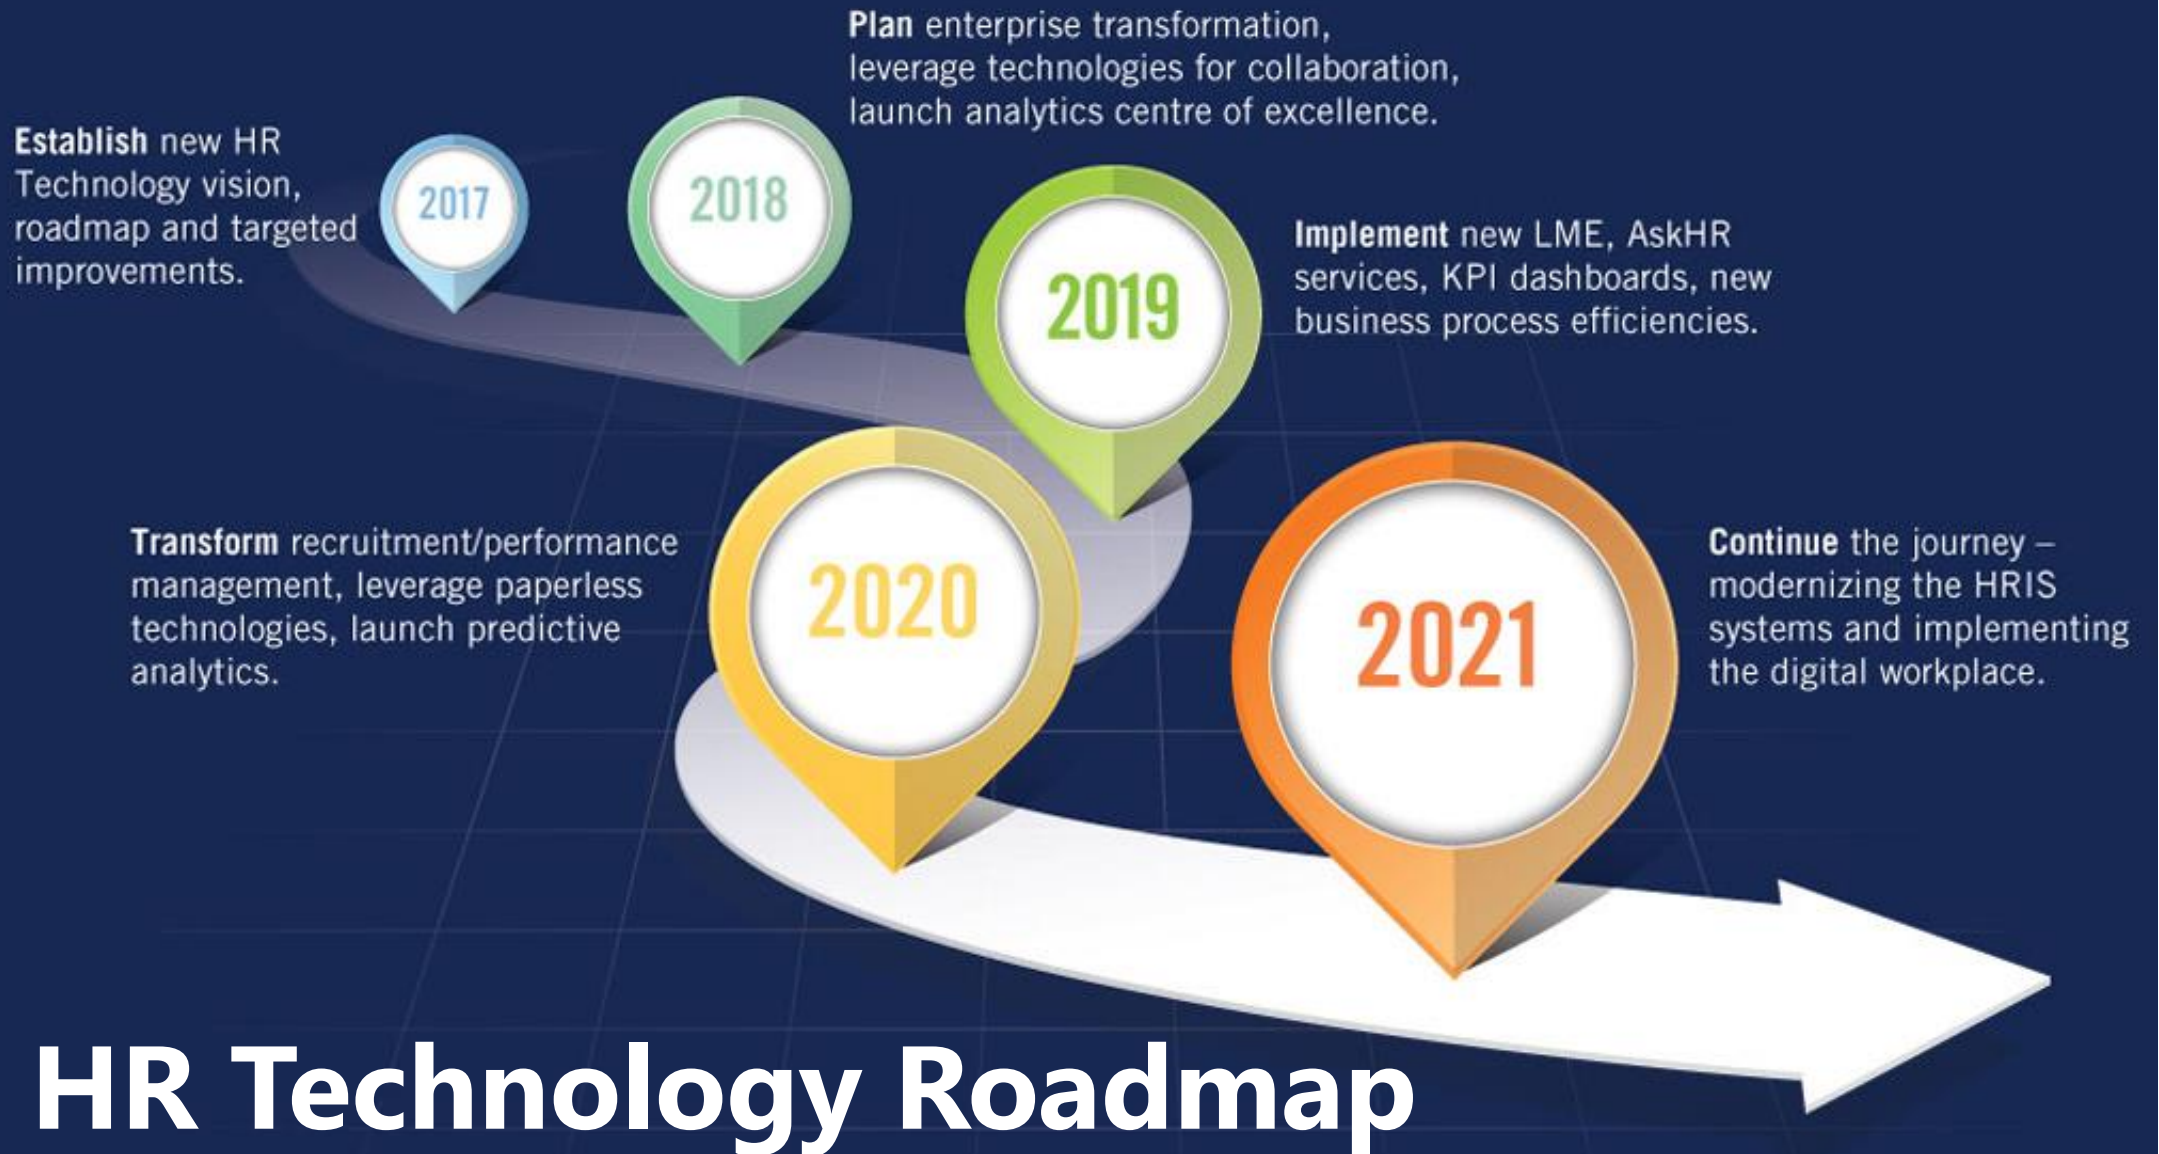 Establish new HR
Technology vision,
roadmap and targeted
improvements.
2017
2018
Plan enterprise transformation,
leverage technologies for collaboration,
launch analytics centre of excellence.
2019
Implement new LME, AskHR
services, KPI dashboards, new
business process efficiencies.
Transform recruitment/performance
management, leverage paperless
technologies, launch predictive
analytics.
2020
2021
Continue the journey –
modernizing the HRIS
systems and implementing
the digital workplace.
HR Technology Roadmap